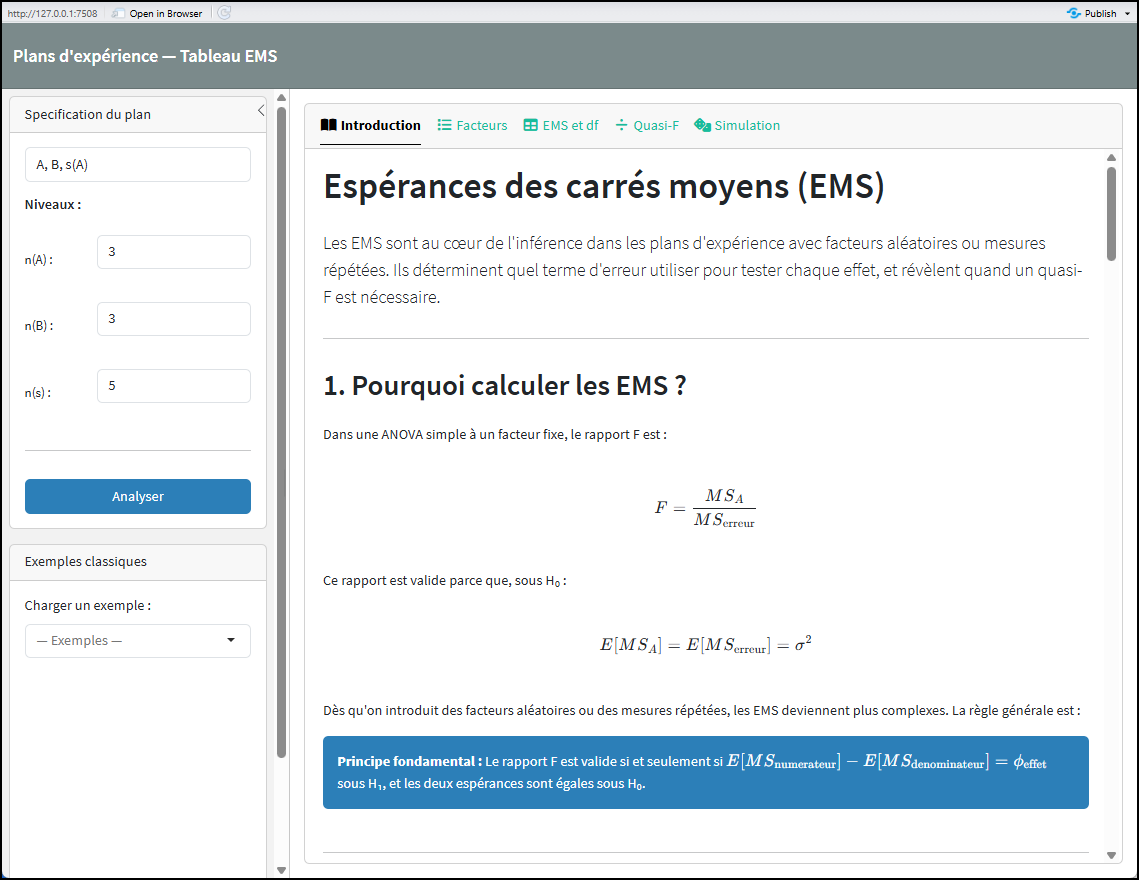 http://127.0.0.1:7508 Open in Browser Publish
Plans d'expérience — Tableau EMS
Specification du plan
A, B, s(A)
Niveaux :
n(A) : 3
n(B) : 3
n(s) : 5
Analyser
Exemples classiques
Charger un exemple :
— Exemples —
Introduction Facteurs EMS et df Quasi-F Simulation
Espérances des carrés moyens (EMS)
Les EMS sont au cœur de l'inférence dans les plans d'expérience avec facteurs aléatoires ou mesures
répétées. Ils déterminent quel terme d'erreur utiliser pour tester chaque effet, et révèlent quand un quasi-
F est nécessaire.
1. Pourquoi calculer les EMS ?
Dans une ANOVA simple à un facteur fixe, le rapport F est :
F = MS_A / MS_erreur
Ce rapport est valide parce que, sous H₀ :
E[MS_A] = E[MS_erreur] = σ²
Dès qu'on introduit des facteurs aléatoires ou des mesures répétées, les EMS deviennent plus complexes. La règle générale est :
Principe fondamental : Le rapport F est valide si et seulement si E[MS_numerateur] − E[MS_denominateur] = ϕ_effet
sous H₁, et les deux espérances sont égales sous H₀.